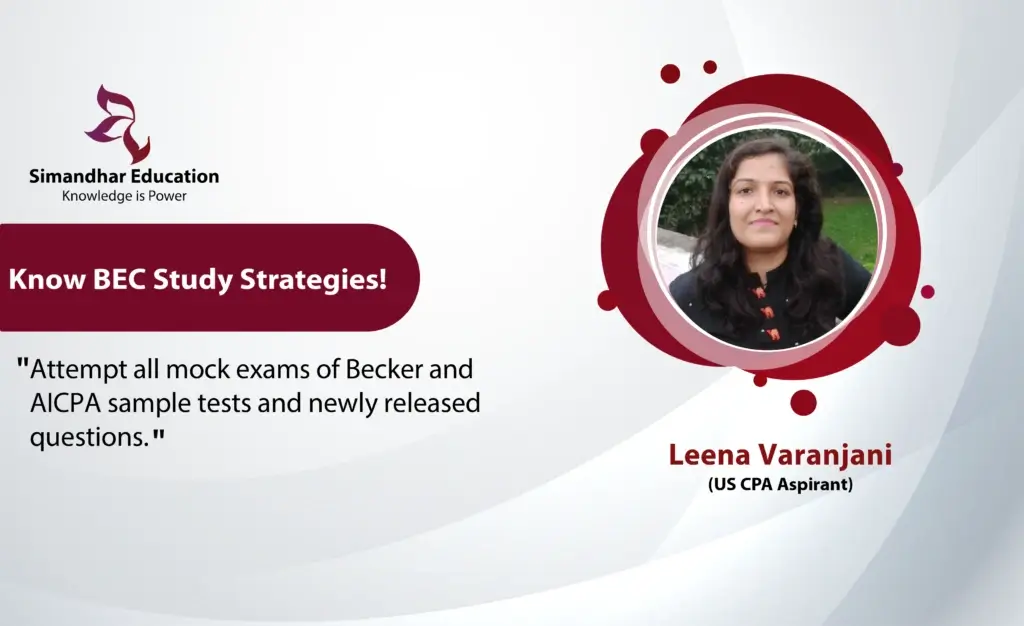 Simandhar Education
Knowledge is Power
Know BEC Study Strategies!
"Attempt all mock exams of Becker and
AICPA sample tests and newly released
questions."
Leena Varanjani
(US CPA Aspirant)